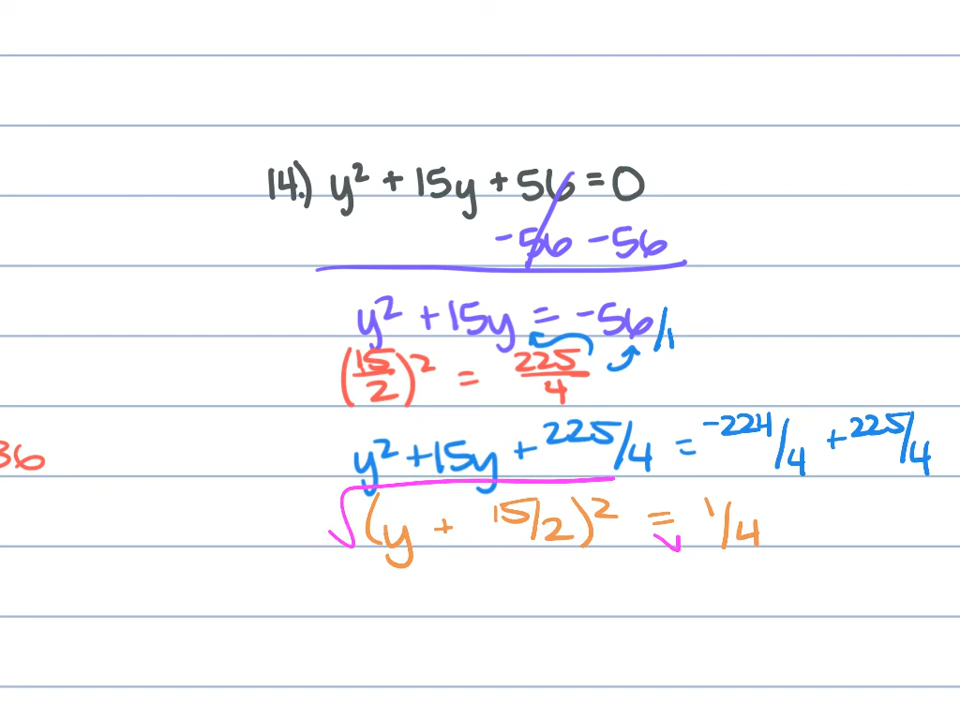 14.) y² + 15y + 56 = 0
-56 -56
y² + 15y = -56/1
(15/2)² = 225/4
y² + 15y + 225/4 = -224/4 + 225/4
36
√(y + 15/2)² = √ 1/4